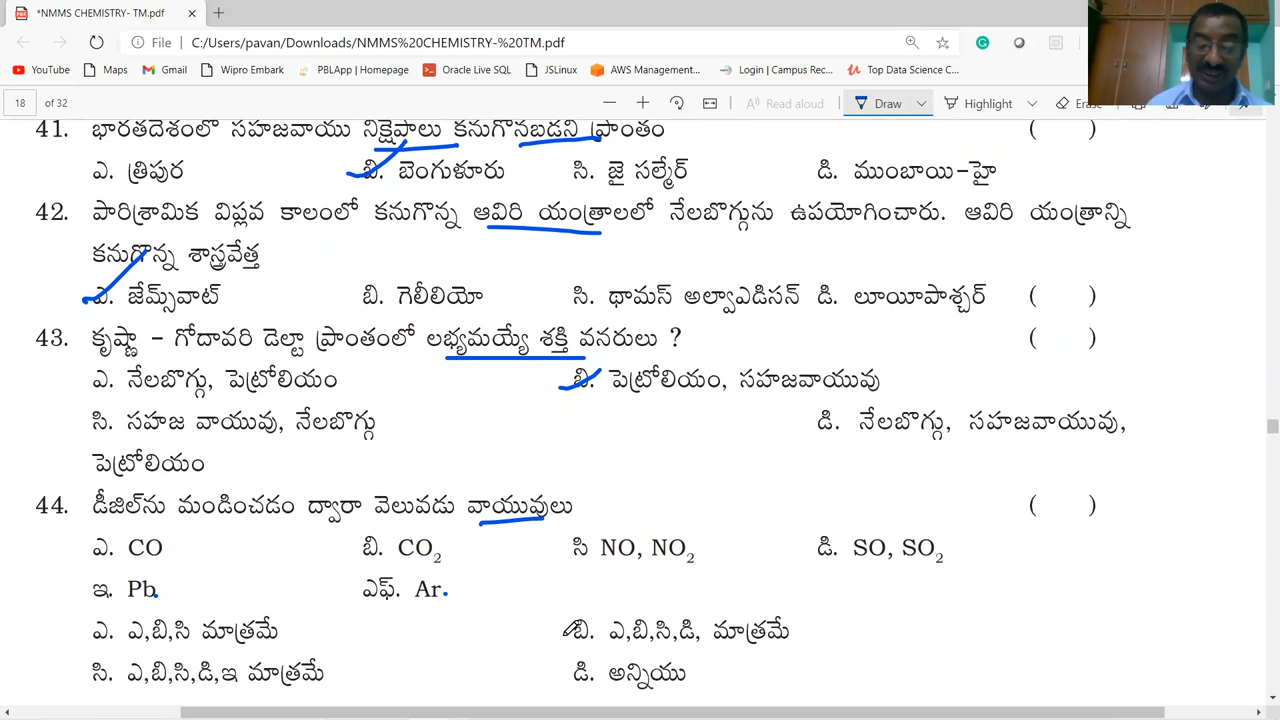 *NMMS CHEMISTRY- TM.pdf
File C:/Users/pavan/Downloads/NMMS%20CHEMISTRY-%20TM.pdf
YouTube Maps Gmail Wipro Embark PBLApp | Homepage Oracle Live SQL JSLinux AWS Management... Login | Campus Rec... Top Data Science C...
18 of 32 Read aloud Draw Highlight Erase
41. భారతదేశంలో సహజవాయు నిక్షేపాలు కనుగొనబడని ప్రాంతం ( )
ఎ. త్రిపుర బి. బెంగుళూరు సి. జై సల్మేర్ డి. ముంబాయి-హై
42. పారిశ్రామిక విప్లవ కాలంలో కనుగొన్న ఆవిరి యంత్రాలలో నేలబొగ్గును ఉపయోగించారు. ఆవిరి యంత్రాన్ని
కనుగొన్న శాస్త్రవేత్త
ఎ. జేమ్స్‌వాట్ బి. గెలీలియో సి. థామస్ అల్వాఎడిసన్ డి. లూయీపాశ్చర్ ( )
43. కృష్ణా - గోదావరి డెల్టా ప్రాంతంలో లభ్యమయ్యే శక్తి వనరులు ? ( )
ఎ. నేలబొగ్గు, పెట్రోలియం బి. పెట్రోలియం, సహజవాయువు
సి. సహజ వాయువు, నేలబొగ్గు డి. నేలబొగ్గు, సహజవాయువు,
పెట్రోలియం
44. డీజిల్‌ను మండించడం ద్వారా వెలువడు వాయువులు ( )
ఎ. CO బి. CO2 సి NO, NO2 డి. SO, SO2
ఇ. Pb ఎఫ్. Ar
ఎ. ఎ,బి,సి మాత్రమే బి. ఎ,బి,సి,డి, మాత్రమే
సి. ఎ,బి,సి,డి,ఇ మాత్రమే డి. అన్నియు